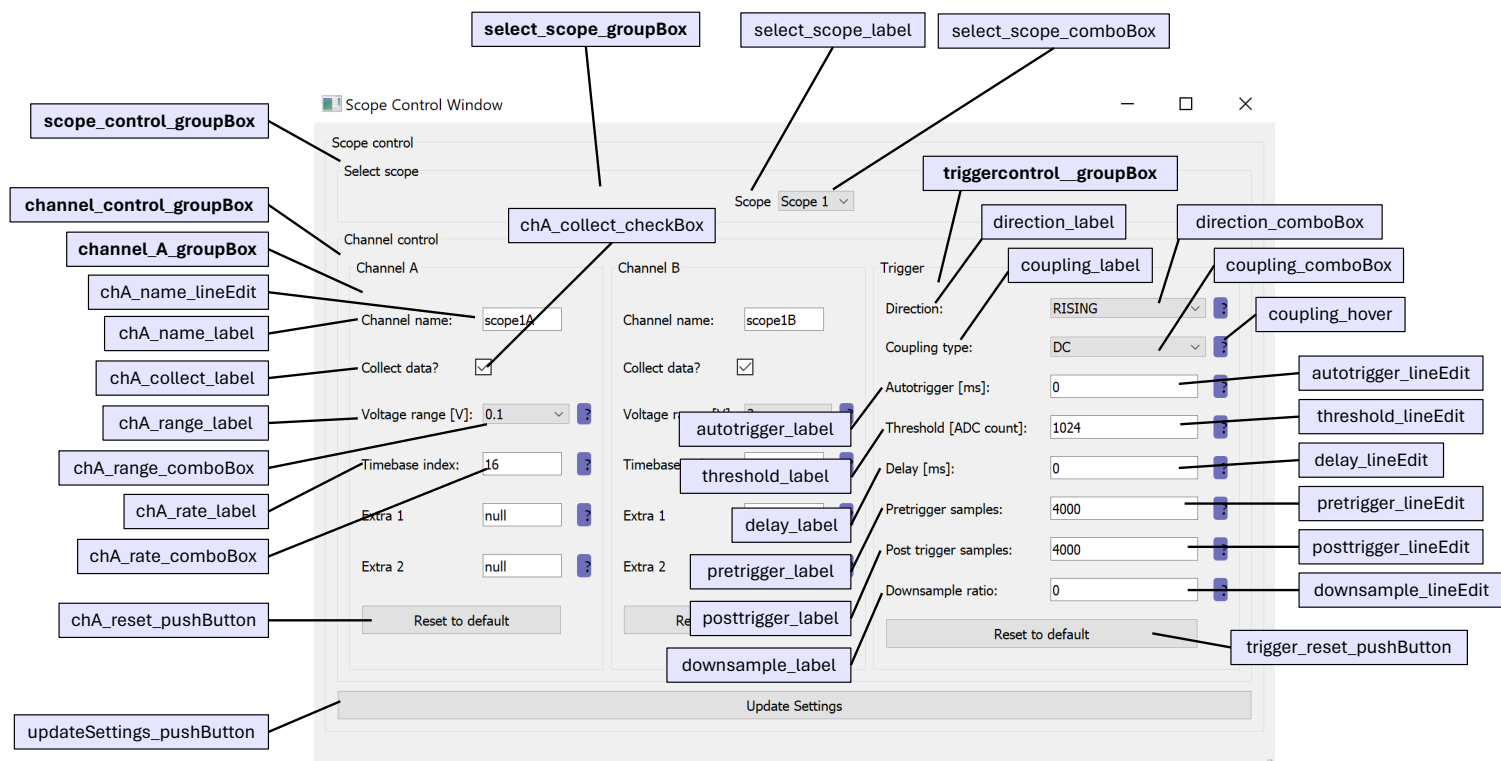 select_scope_groupBox
select_scope_label
select_scope_comboBox
Scope Control Window
scope_control_groupBox
Scope control
Select scope
triggercontrol__groupBox
channel_control_groupBox
Scope
Scope 1
chA_collect_checkBox
direction_label
direction_comboBox
Channel control
channel_A_groupBox
Channel A
Channel B
Trigger
coupling_label
coupling_comboBox
chA_name_lineEdit
Direction:
RISING
?
coupling_hover
chA_name_label
Channel name:
scope1A
Channel name:
scope1B
Coupling type:
DC
?
chA_collect_label
Collect data?
Collect data?
Autotrigger [ms]:
0
?
autotrigger_lineEdit
chA_range_label
Voltage range [V]:
0.1
?
autotrigger_label
Threshold [ADC count]:
1024
?
threshold_lineEdit
chA_range_comboBox
Timebase index:
16
?
threshold_label
Delay [ms]:
0
?
delay_lineEdit
chA_rate_label
Extra 1
null
?
Extra 1
delay_label
Pretrigger samples:
4000
?
pretrigger_lineEdit
chA_rate_comboBox
Extra 2
null
?
Extra 2
pretrigger_label
Post trigger samples:
4000
?
posttrigger_lineEdit
Downsample ratio:
0
?
downsample_lineEdit
chA_reset_pushButton
Reset to default
posttrigger_label
Reset to default
trigger_reset_pushButton
downsample_label
updateSettings_pushButton
Update Settings